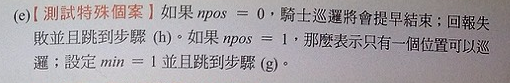 (e)【測試特殊個案】如果 npos = 0，騎士巡邏將會提早結束；回報失
敗並且跳到步驟 (h)。如果 npos = 1，那麼表示只有一個位置可以巡
邏；設定 min = 1 並且跳到步驟 (g)。